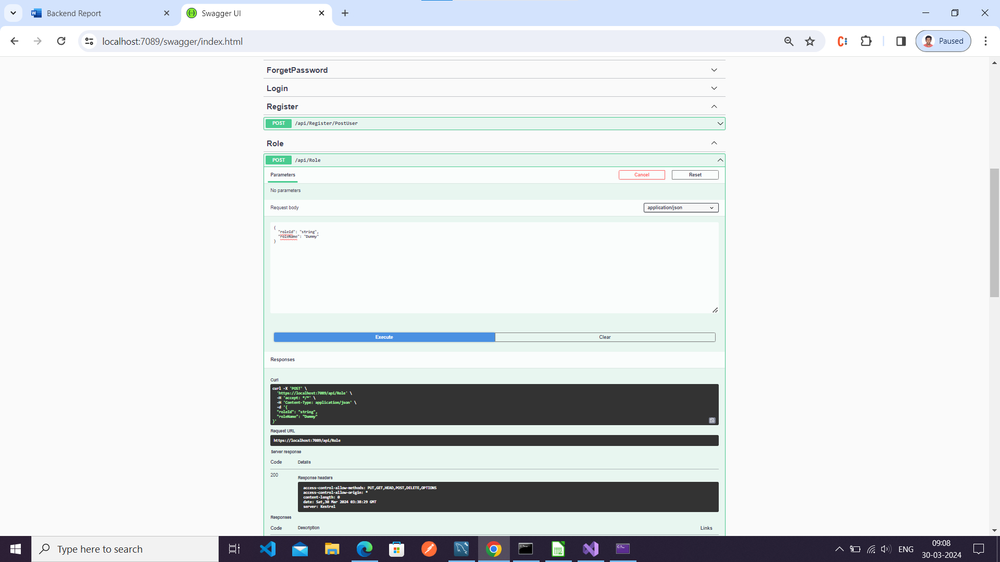 Backend Report
Swagger UI
localhost:7089/swagger/index.html
Paused
ForgetPassword
Login
Register
POST /api/Register/PostUser
Role
POST /api/Role
Parameters
Cancel
Reset
No parameters
Request body
application/json
{
"roleId": "string",
"roleName": "Dummy"
}
Execute
Clear
Responses
Curl
curl -X 'POST' \
'https://localhost:7089/api/Role' \
-H 'accept: */*' \
-H 'Content-Type: application/json' \
-d '{
"roleId": "string",
"roleName": "Dummy"
}'
Request URL
https://localhost:7089/api/Role
Server response
Code Details
200
Response headers
access-control-allow-methods: PUT,GET,HEAD,POST,DELETE,OPTIONS
access-control-allow-origin: *
content-length: 0
date: Sat,30 Mar 2024 03:38:29 GMT
server: Kestrel
Responses
Code Description Links
Type here to search
ENG
09:08
30-03-2024